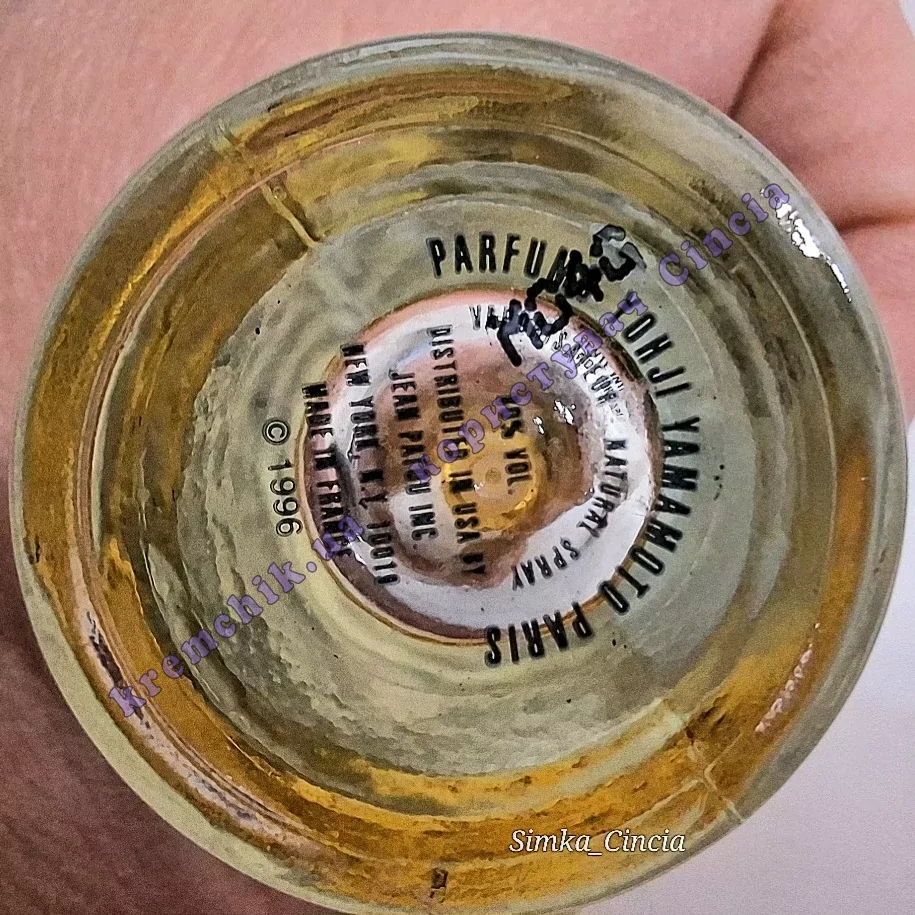 PARFUMS YOHJI YAMAMOTO PARIS
NATURAL SPRAY
VOL.
DISTRIBUTED IN USA BY
JEAN PATOU INC.
NEW YORK, N.Y. 10019
MADE IN FRANCE
© 1996
kremchik.ua користувач Cincia
Simka_Cincia